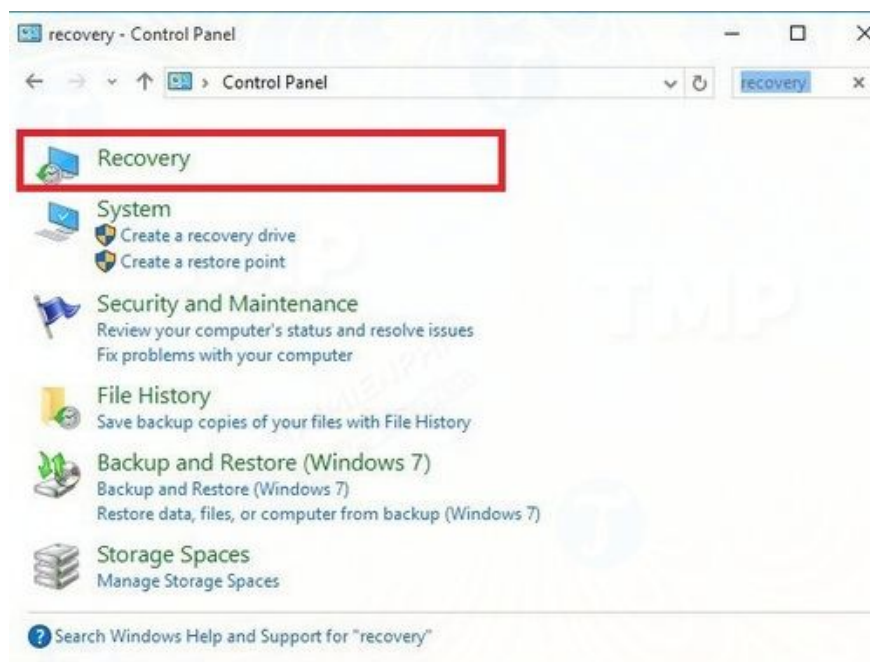 recovery - Control Panel
Control Panel
recovery
Recovery
System
Create a recovery drive
Create a restore point
Security and Maintenance
Review your computer's status and resolve issues
Fix problems with your computer
File History
Save backup copies of your files with File History
Backup and Restore (Windows 7)
Backup and Restore (Windows 7)
Restore data, files, or computer from backup (Windows 7)
Storage Spaces
Manage Storage Spaces
Search Windows Help and Support for "recovery"
TMP